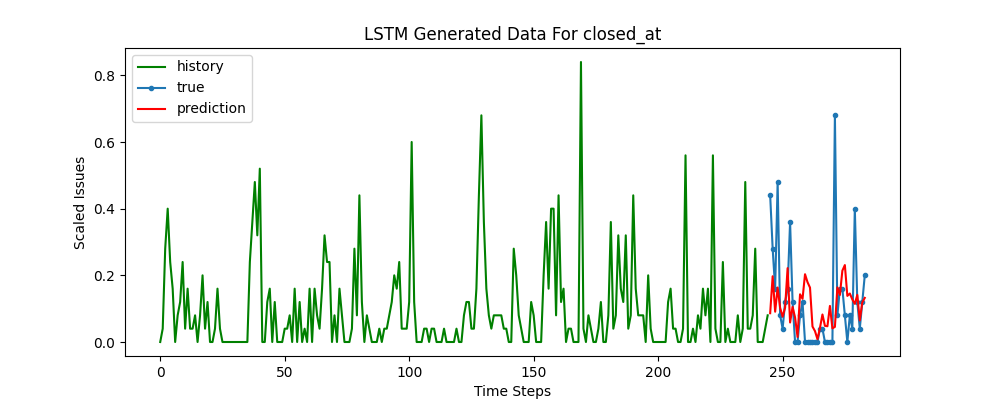 LSTM Generated Data For closed_at
history
true
prediction
Scaled Issues
0.8
0.6
0.4
0.2
0.0
0
50
100
150
200
250
Time Steps